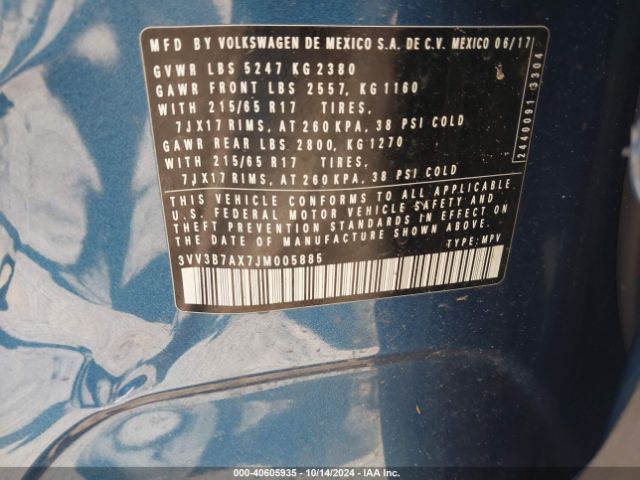 MFD BY VOLKSWAGEN DE MEXICO S.A. DE C.V. MEXICO 06/17
GVWR LBS 5247 KG 2380
GAWR FRONT LBS 2557, KG 1160
WITH 215/65 R17 TIRES,
7JX17 RIMS, AT 260 KPA, 38 PSI COLD
GAWR REAR LBS 2800, KG 1270
WITH 215/65 R17 TIRES,
7JX17 RIMS, AT 260 KPA, 38 PSI COLD
THIS VEHICLE CONFORMS TO ALL APPLICABLE
U.S. FEDERAL MOTOR VEHICLE SAFETY AND
THEFT PREVENTION STANDARDS IN EFFECT ON
THE DATE OF MANUFACTURE SHOWN ABOVE.
3VV3B7AX7JM005885 TYPE: MPV
2440091 3304
000-40605935 - 10/14/2024 - IAA Inc.